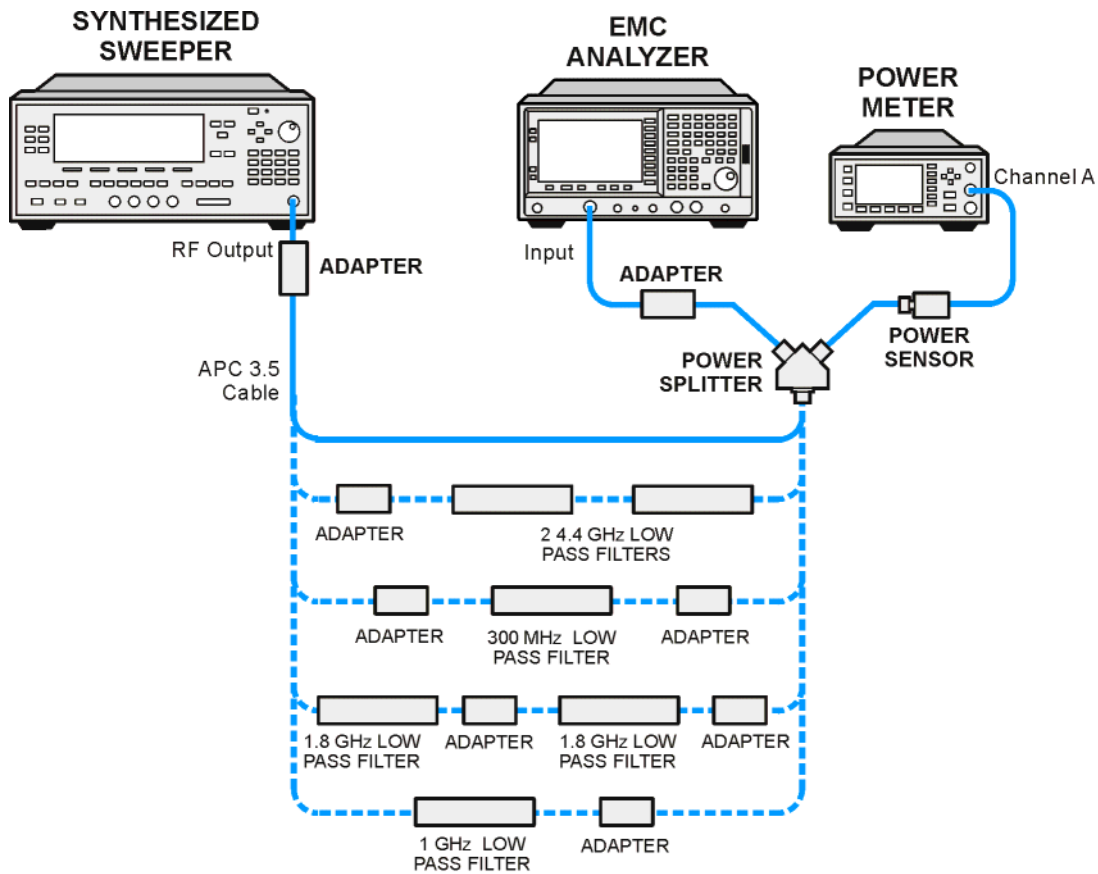 SYNTHESIZED
SWEEPER
EMC
ANALYZER
POWER
METER
Channel A
RF Output
ADAPTER
Input
ADAPTER
POWER
SENSOR
POWER
SPLITTER
APC 3.5
Cable
ADAPTER
2 4.4 GHz LOW
PASS FILTERS
ADAPTER
300 MHz LOW
PASS FILTER
ADAPTER
1.8 GHz LOW
PASS FILTER
ADAPTER
1.8 GHz LOW
PASS FILTER
ADAPTER
1 GHz LOW
PASS FILTER
ADAPTER